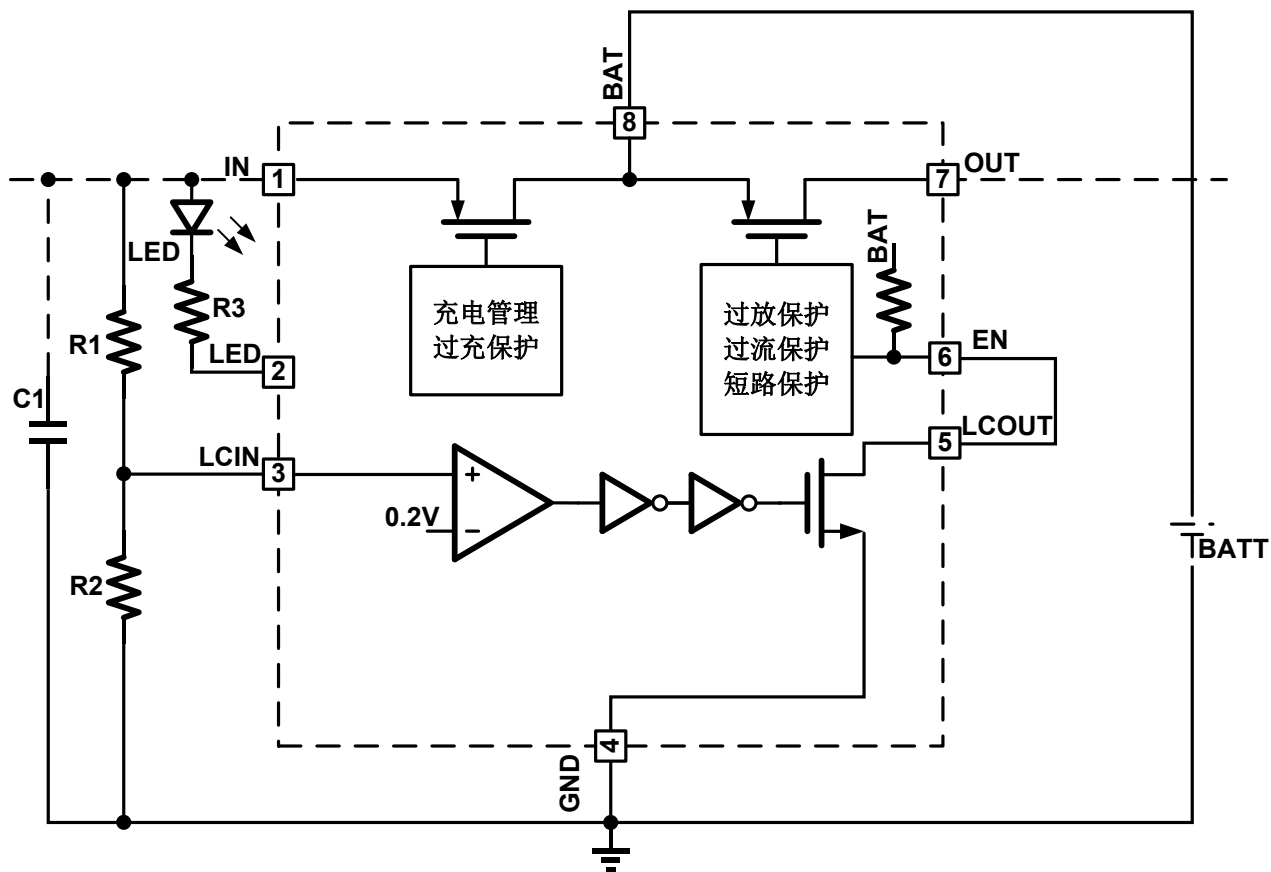 BAT
8
IN
1
OUT
7
LED
R3
BAT
R1
LED
2
充电管理
过充保护
过放保护
过流保护
短路保护
EN
6
C1
LCOUT
5
LCIN
3
+
0.2V
−
BATT
R2
4
GND